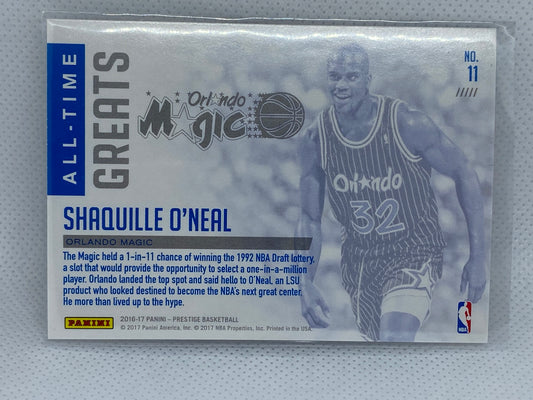 ALL-TIME
GREATS
Orlando
Magic
NO.
11
Orlando
32
SHAQUILLE O'NEAL
ORLANDO MAGIC
The Magic held a 1-in-11 chance of winning the 1992 NBA Draft lottery,
a slot that would provide the opportunity to select a one-in-a-million
player. Orlando landed the top spot and said hello to O'Neal, an LSU
product who looked destined to become the NBA's next great center.
He more than lived up to the hype.
PANINI
2016-17 PANINI – PRESTIGE BASKETBALL
© 2017 Panini America, Inc. © 2017 NBA Properties, Inc. Printed in the USA.
NBA